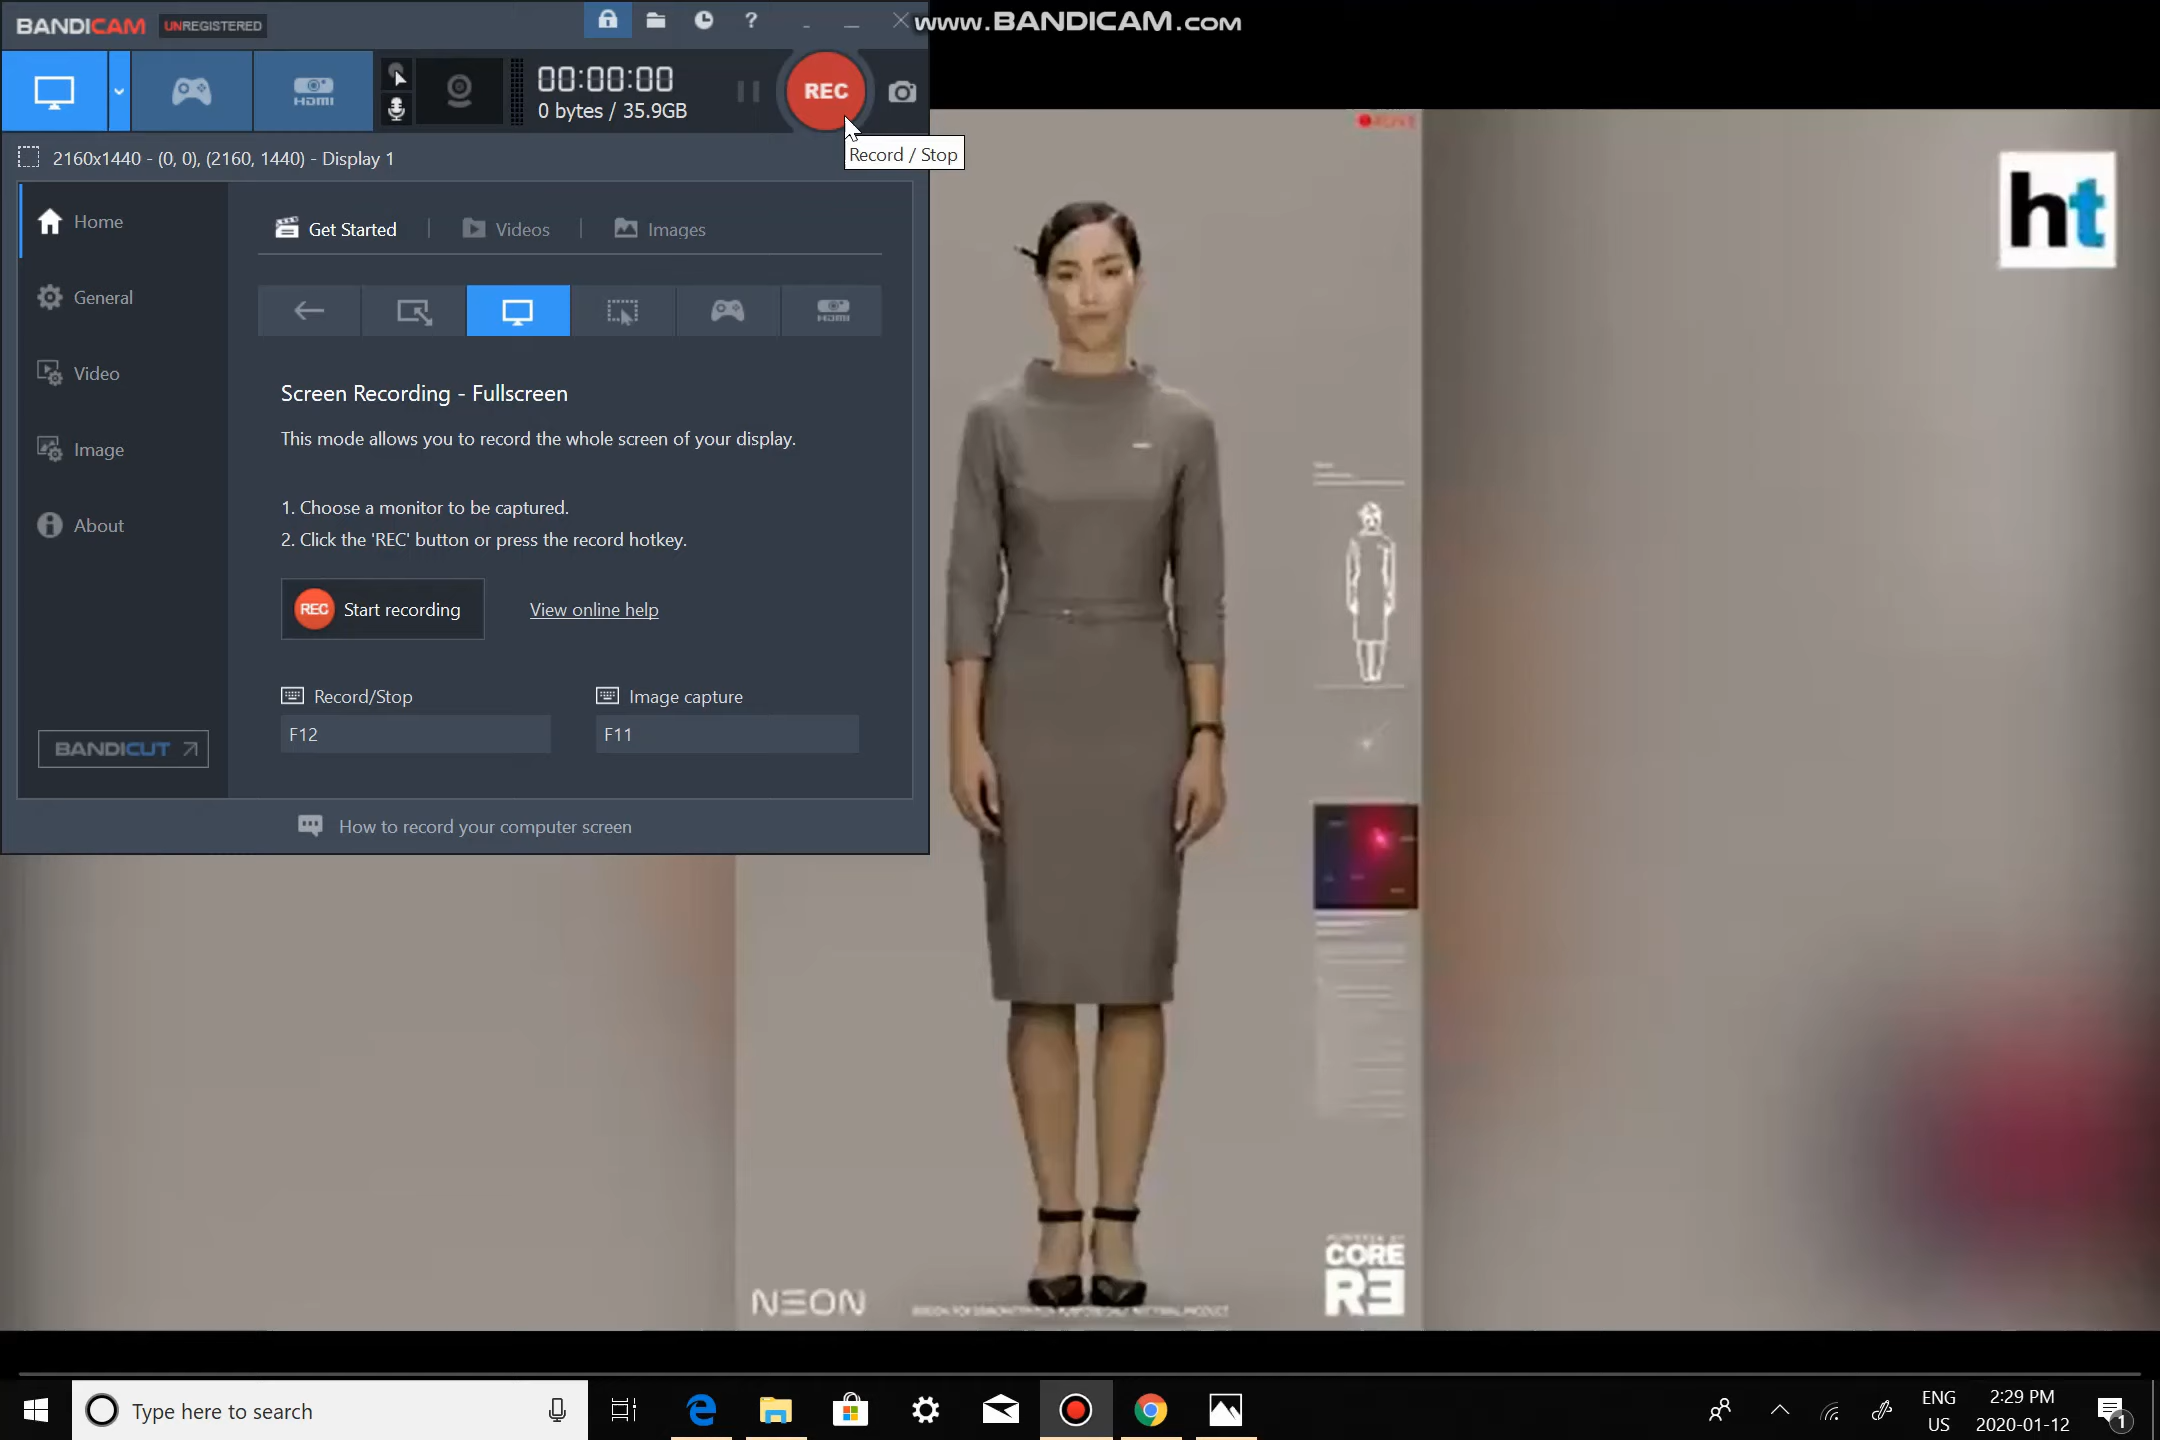 BANDICAM UNREGISTERED
www.BANDICAM.com
HDMI
00:00:00
0 bytes / 35.9GB
REC
Record / Stop
2160x1440 - (0, 0), (2160, 1440) - Display 1
ht
Home
General
Video
Image
About
BANDICUT
Get Started
Videos
Images
HDMI
Screen Recording - Fullscreen
This mode allows you to record the whole screen of your display.
1. Choose a monitor to be captured.
2. Click the 'REC' button or press the record hotkey.
REC Start recording
View online help
Record/Stop
Image capture
F12
F11
How to record your computer screen
NEON
CORE
R3
Type here to search
ENG
US
2:29 PM
2020-01-12
1